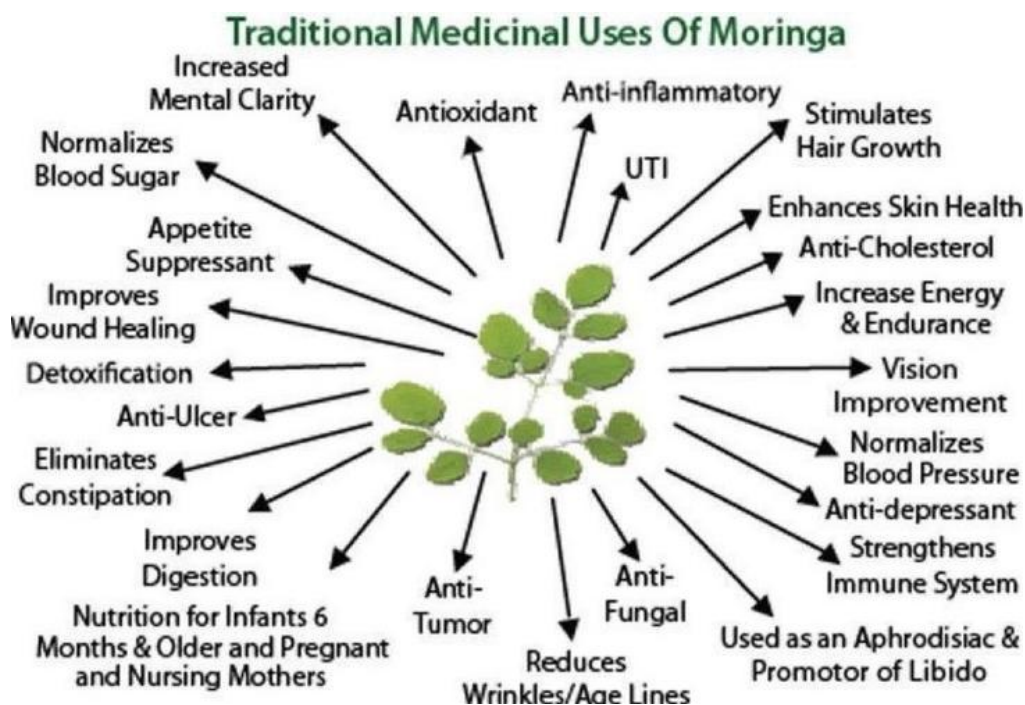 Traditional Medicinal Uses Of Moringa
Increased
Mental Clarity
Antioxidant
Anti-inflammatory
Stimulates
Hair Growth
Normalizes
Blood Sugar
UTI
Enhances Skin Health
Appetite
Suppressant
Anti-Cholesterol
Improves
Wound Healing
Increase Energy
& Endurance
Detoxification
Vision
Improvement
Anti-Ulcer
Normalizes
Blood Pressure
Eliminates
Constipation
Anti-depressant
Improves
Digestion
Strengthens
Immune System
Nutrition for Infants 6
Months & Older and Pregnant
and Nursing Mothers
Anti-
Tumor
Reduces
Wrinkles/Age Lines
Anti-
Fungal
Used as an Aphrodisiac &
Promotor of Libido